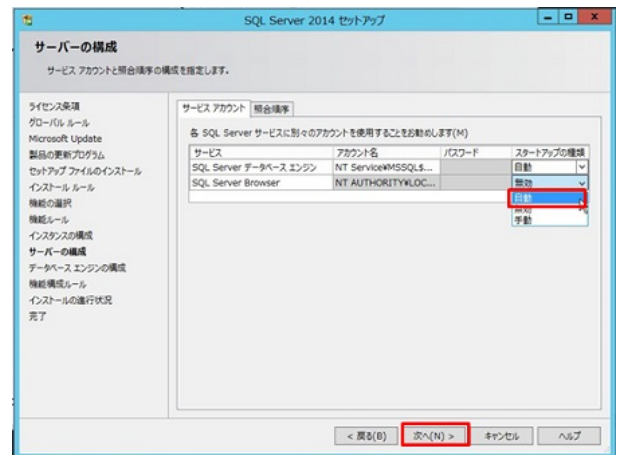 SQL Server 2014 セットアップ
サーバーの構成
サービス アカウントと照合順序の構成を指定します。
ライセンス条項
グローバル ルール
Microsoft Update
製品の更新プログラム
セットアップ ファイルのインストール
インストール ルール
機能の選択
機能ルール
インスタンスの構成
サーバーの構成
データベース エンジンの構成
機能構成ルール
インストールの進行状況
完了
サービス アカウント 照合順序
各 SQL Server サービスに別々のアカウントを使用することをお勧めします(M)
サービス アカウント名 パスワード スタートアップの種類
SQL Server データベース エンジン NT Service¥MSSQL$... 自動
SQL Server Browser NT AUTHORITY¥LOC... 無効
自動
無効
手動
< 戻る(B) 次へ(N) > キャンセル ヘルプ